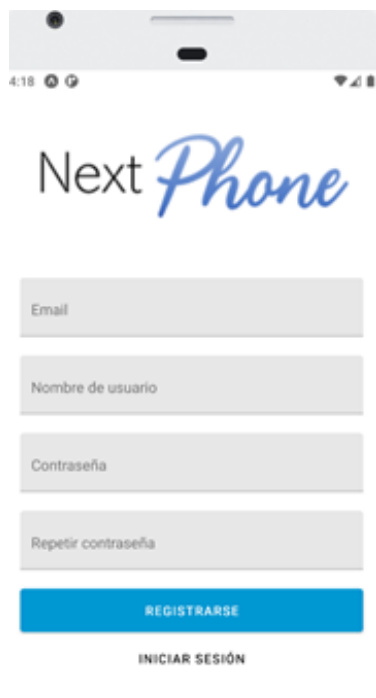 4:18
Next Phone
Email
Nombre de usuario
Contraseña
Repetir contraseña
REGISTRARSE
INICIAR SESIÓN